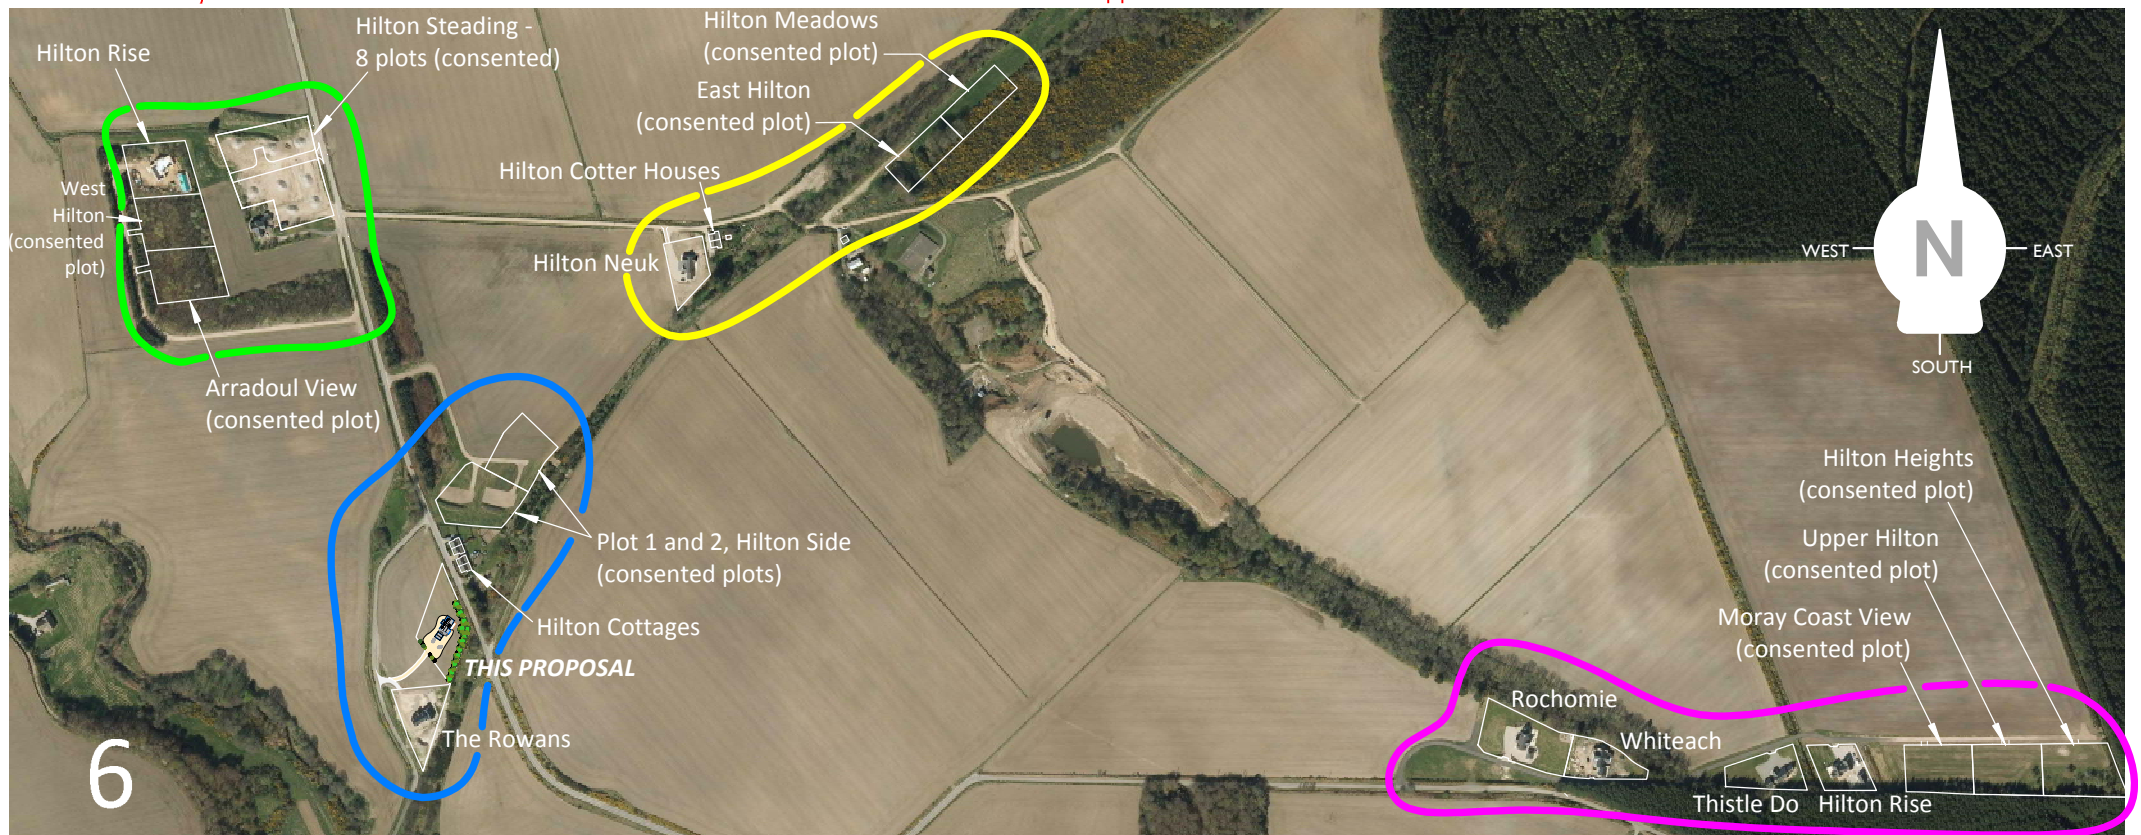 Hilton Rise
Hilton Steading -
8 plots (consented)
Hilton Meadows
(consented plot)
East Hilton
(consented plot)
Hilton Cotter Houses
West
Hilton
(consented
plot)
Hilton Neuk
Arradoul View
(consented plot)
N
WEST
EAST
SOUTH
Plot 1 and 2, Hilton Side
(consented plots)
Hilton Cottages
THIS PROPOSAL
The Rowans
Hilton Heights
(consented plot)
Upper Hilton
(consented plot)
Moray Coast View
(consented plot)
Rochomie
Whiteach
Thistle Do
Hilton Rise
6